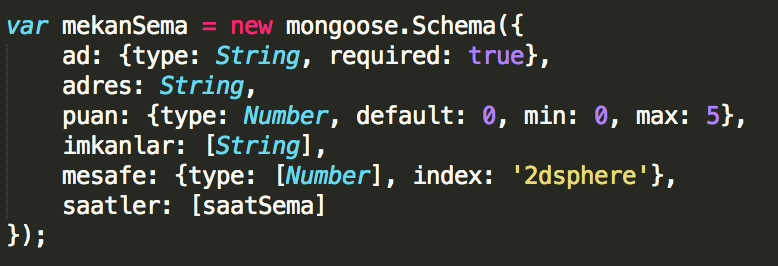 var mekanSema = new mongoose.Schema({
    ad: {type: String, required: true},
    adres: String,
    puan: {type: Number, default: 0, min: 0, max: 5},
    imkanlar: [String],
    mesafe: {type: [Number], index: '2dsphere'},
    saatler: [saatSema]
});